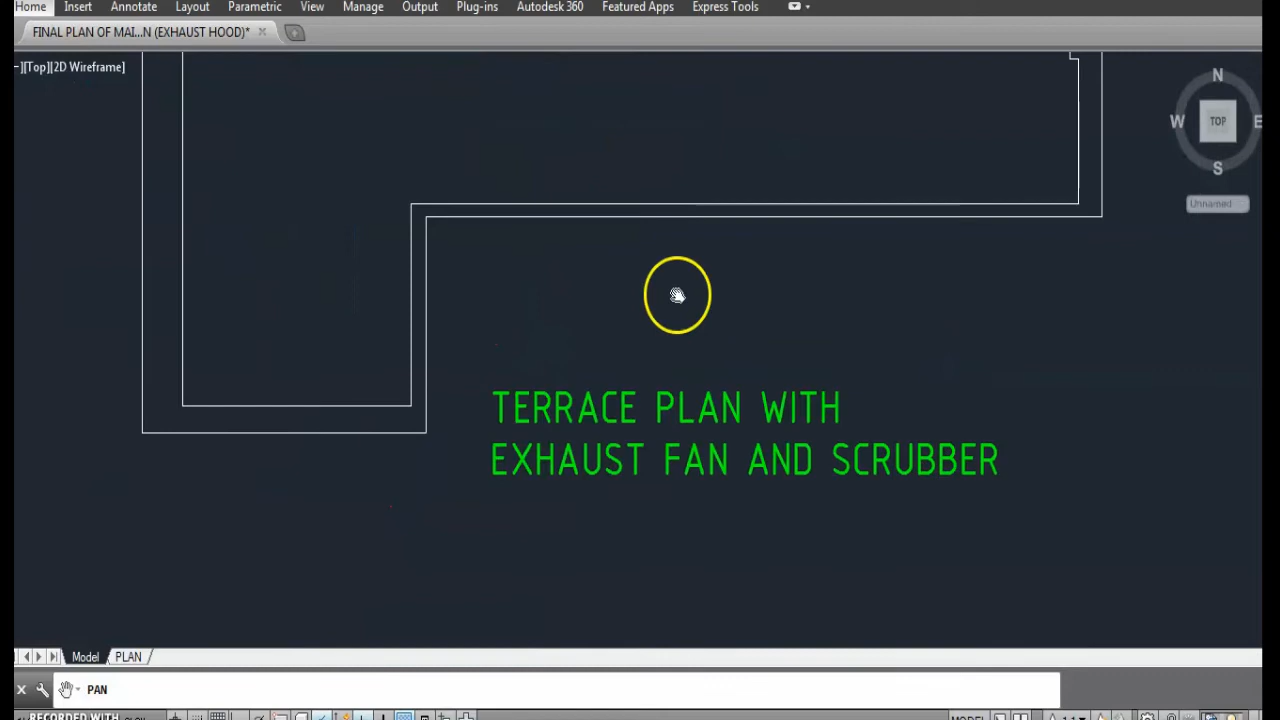 Home Insert Annotate Layout Parametric View Manage Output Plug-ins Autodesk 360 Featured Apps Express Tools
FINAL PLAN OF MAI...N (EXHAUST HOOD)*
][Top][2D Wireframe]
N
W TOP E
S
Unnamed
TERRACE PLAN WITH
EXHAUST FAN AND SCRUBBER
Model PLAN
PAN
RECORDED WITH
MODEL 1:1